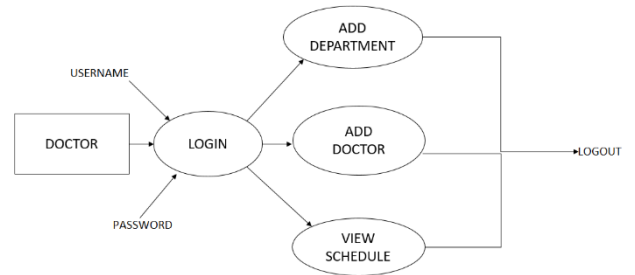 ADD
DEPARTMENT
USERNAME
DOCTOR
LOGIN
ADD
DOCTOR
LOGOUT
PASSWORD
VIEW
SCHEDULE